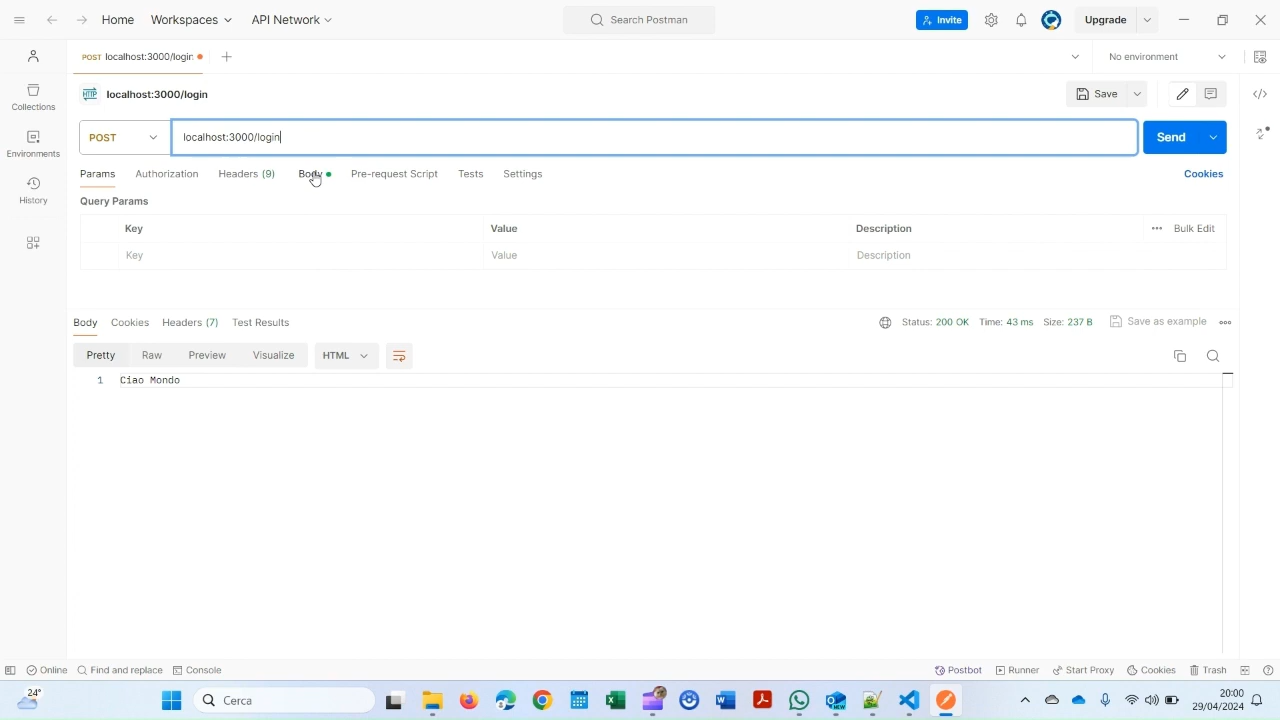 Home Workspaces API Network Search Postman Invite Upgrade
POST localhost:3000/login No environment
HTTP localhost:3000/login Save
POST localhost:3000/login Send
Params Authorization Headers (9) Body Pre-request Script Tests Settings Cookies
Query Params
Key Value Description Bulk Edit
Key Value Description
Body Cookies Headers (7) Test Results Status: 200 OK Time: 43 ms Size: 237 B Save as example
Pretty Raw Preview Visualize HTML
1 Ciao Mondo
Collections
Environments
History
Online Find and replace Console Postbot Runner Start Proxy Cookies Trash
24° Cerca 20:00
29/04/2024